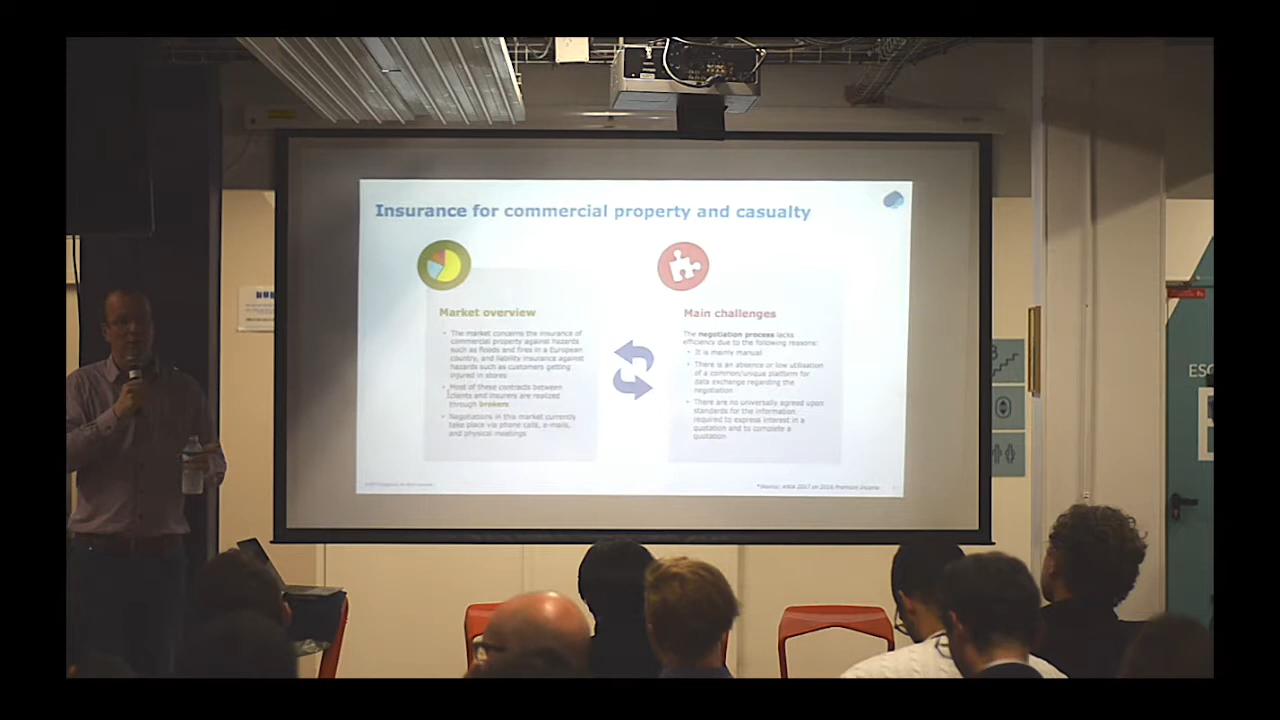 Insurance for commercial property and casualty
Market overview
• The market concerns the insurance of
commercial property against hazards
such as floods and fires in a European
country, and liability insurance against
hazards such as customers getting
injured in stores
• Most of these contracts between
clients and insurers are realized
through brokers
• Negotiations in this market currently
take place via phone calls, e-mails,
and physical meetings
Main challenges
The negotiation process lacks
efficiency due to the following reasons:
• It is mainly manual
• There is an absence or low utilisation
of a common/unique platform for
data exchange regarding the
negotiation
• There are no universally agreed upon
standards for the information
required to express interest in a
quotation and to complete a
quotation
2017 on 2016 Premium Income
ESC